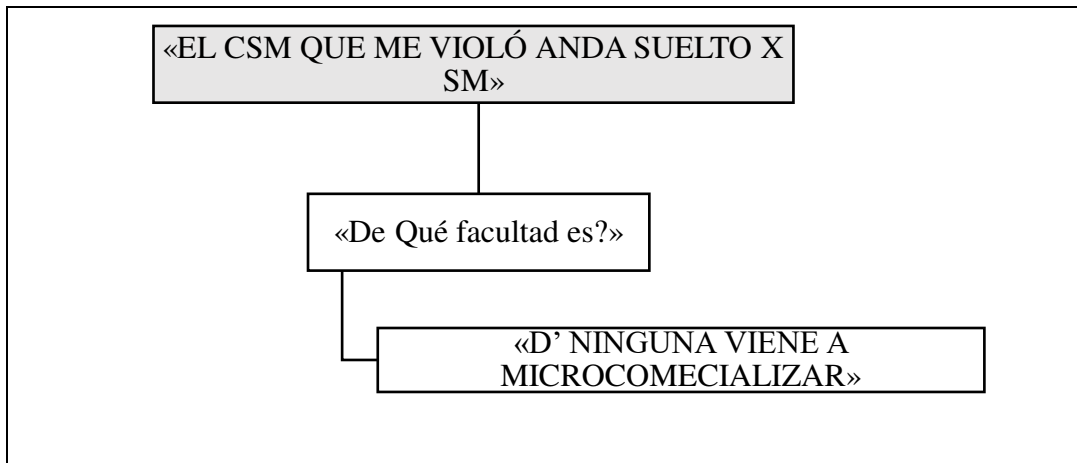 «EL CSM QUE ME VIOLÓ ANDA SUELTO X
SM»
«De Qué facultad es?»
«D’ NINGUNA VIENE A
MICROCOMECIALIZAR»